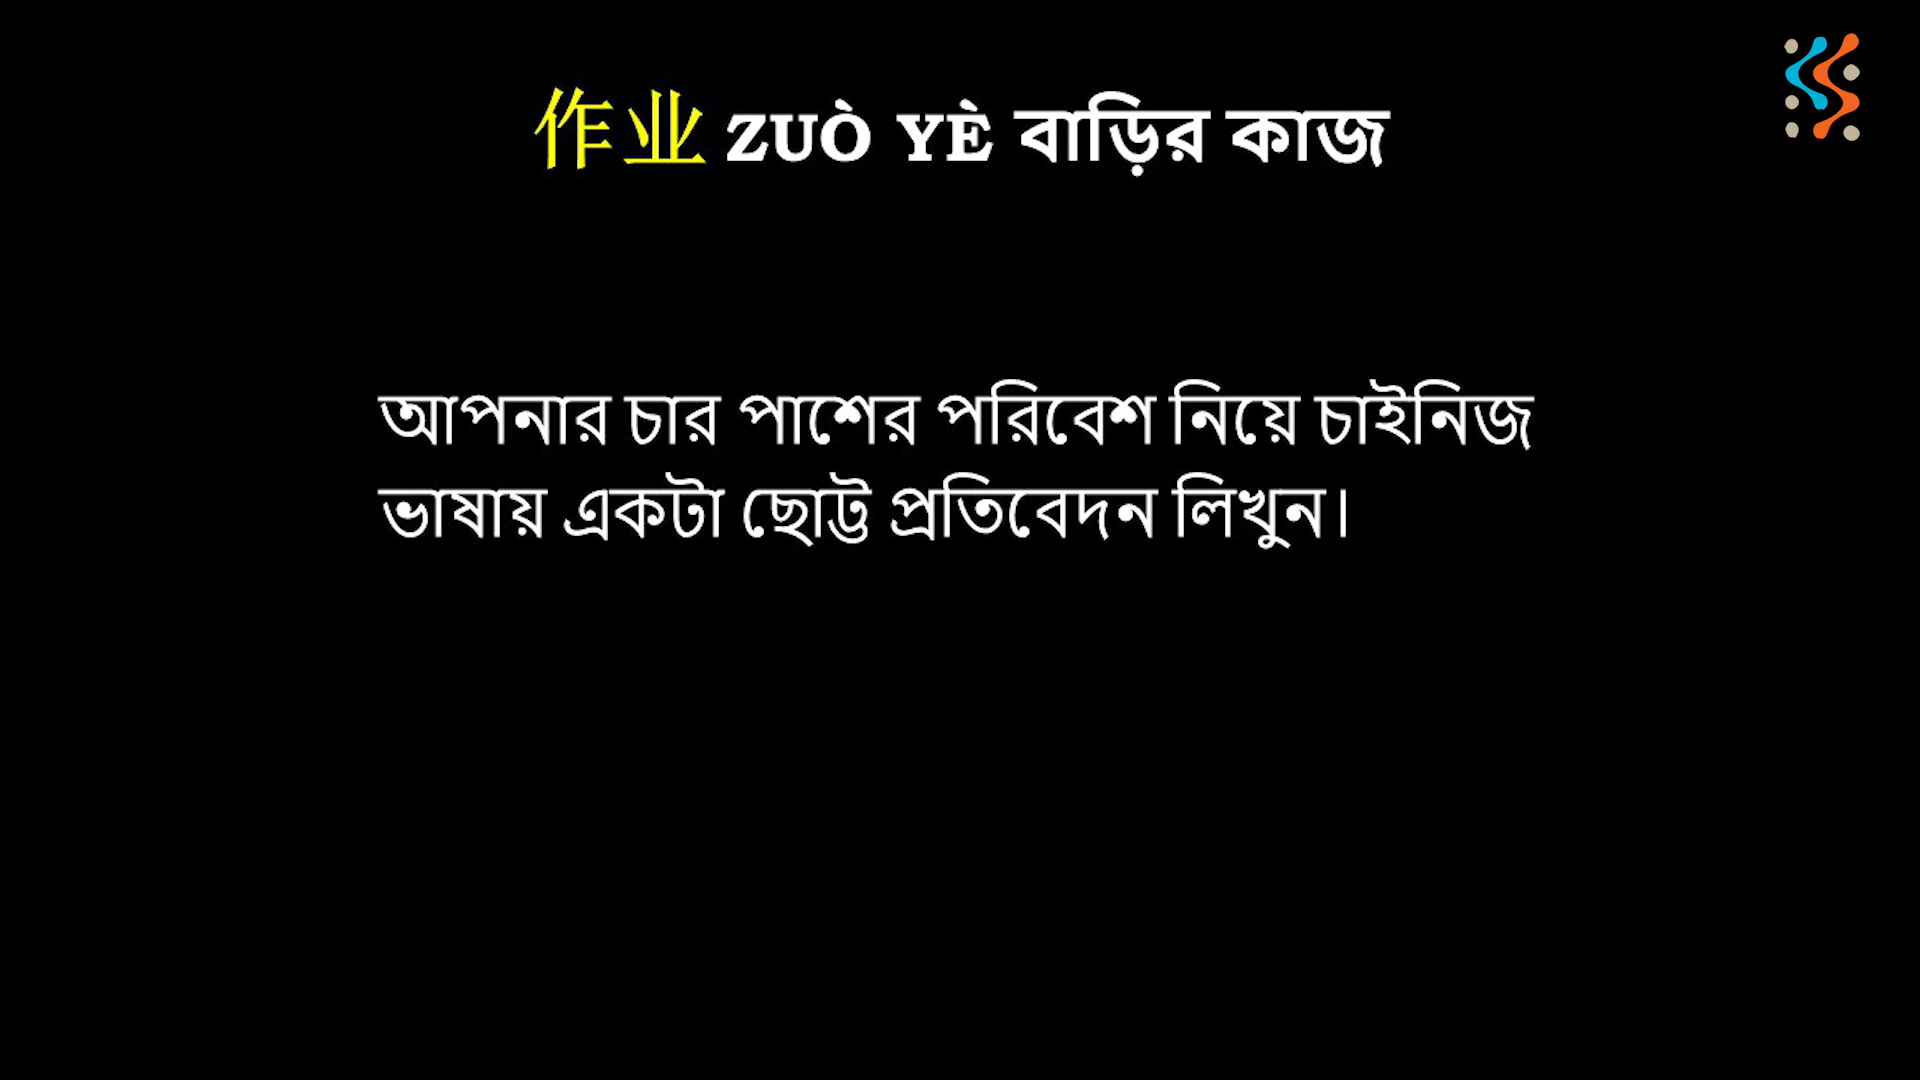 作业 ZUÒ YÈ বাড়ির কাজ
আপনার চার পাশের পরিবেশ নিয়ে চাইনিজ
ভাষায় একটা ছোট্ট প্রতিবেদন লিখুন।